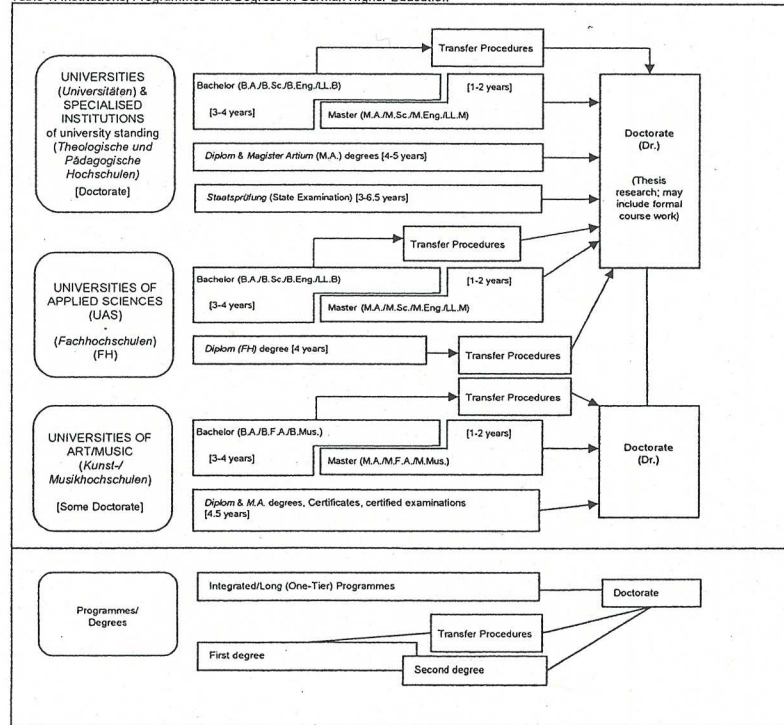 Table 1: Institutions, Programmes and Degrees in German Higher Education
Transfer Procedures
UNIVERSITIES
(Universitäten) &
SPECIALISED
INSTITUTIONS
of university standing
(Theologische und
Pädagogische
Hochschulen)
[Doctorate]
Bachelor (B.A./B.Sc./B.Eng./LL.B)
[3-4 years]
[1-2 years]
Master (M.A./M.Sc./M.Eng./LL.M)
Diplom & Magister Artium (M.A.) degrees [4-5 years]
Staatsprüfung (State Examination) [3-6.5 years]
Doctorate
(Dr.)
(Thesis
research; may
include formal
course work)
Transfer Procedures
UNIVERSITIES OF
APPLIED SCIENCES
(UAS)
-
(Fachhochschulen)
(FH)
Bachelor (B.A./B.Sc./B.Eng./LL.B)
[3-4 years]
[1-2 years]
Master (M.A./M.Sc./M.Eng./LL.M)
Diplom (FH) degree [4 years]
Transfer Procedures
Transfer Procedures
UNIVERSITIES OF
ART/MUSIC
(Kunst-/
Musikhochschulen)
[Some Doctorate]
Bachelor (B.A./B.F.A./B.Mus.)
[3-4 years]
[1-2 years]
Master (M.A./M.F.A./M.Mus.)
Diplom & M.A. degrees, Certificates, certified examinations
[4.5 years]
Doctorate
(Dr.)
Programmes/
Degrees
Integrated/Long (One-Tier) Programmes
Doctorate
Transfer Procedures
First degree
Second degree